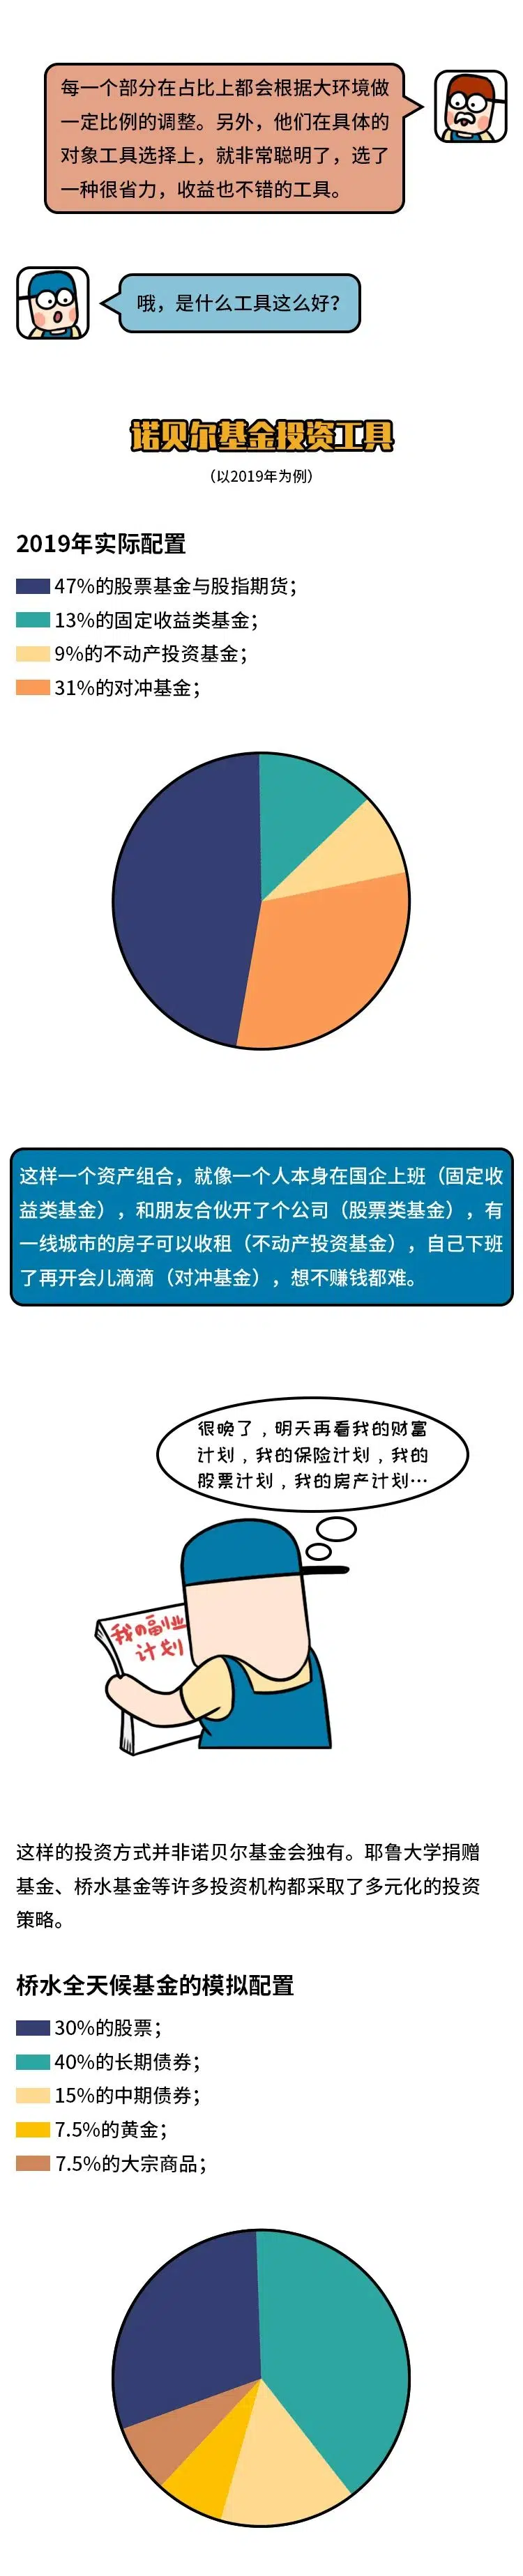 每一个部分在占比上都会根据大环境做
一定比例的调整。另外，他们在具体的
对象工具选择上，就非常聪明了，选了
一种很省力，收益也不错的工具。
哦，是什么工具这么好？
诺贝尔基金投资工具
（以2019年为例）
2019年实际配置
47%的股票基金与股指期货；
13%的固定收益类基金；
9%的不动产投资基金；
31%的对冲基金；
这样一个资产组合，就像一个人本身在国企上班（固定收
益类基金），和朋友合伙开了个公司（股票类基金），有
一线城市的房子可以收租（不动产投资基金），自己下班
了再开会儿滴滴（对冲基金），想不赚钱都难。
很晚了，明天再看我的财富
计划，我的保险计划，我的
股票计划，我的房产计划…
我的副业
计划
这样的投资方式并非诺贝尔基金会独有。耶鲁大学捐赠
基金、桥水基金等许多投资机构都采取了多元化的投资
策略。
桥水全天候基金的模拟配置
30%的股票；
40%的长期债券；
15%的中期债券；
7.5%的黄金；
7.5%的大宗商品；